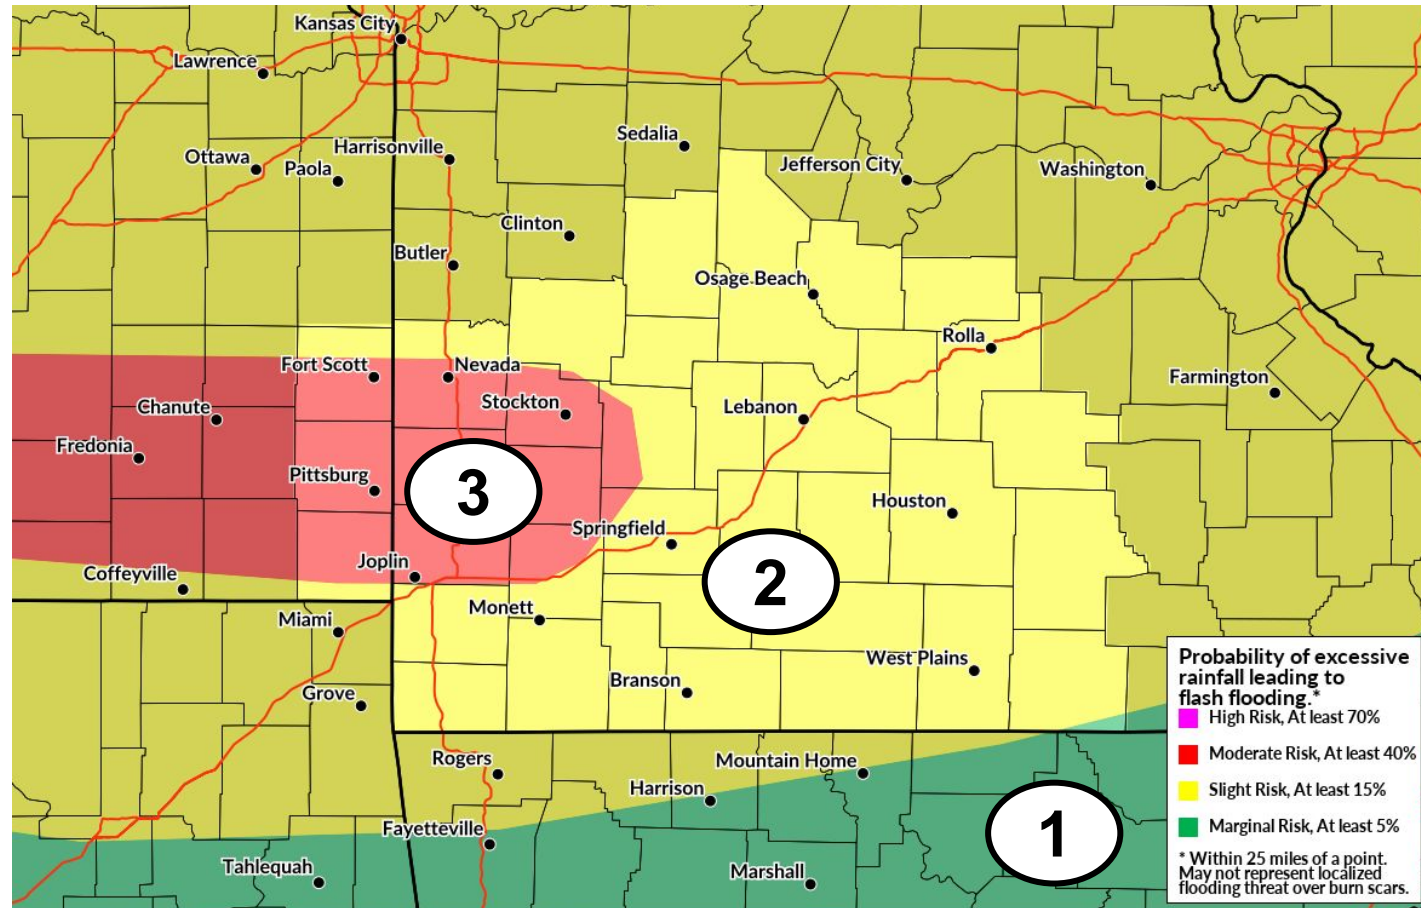 Kansas City
Lawrence
Sedalia
Harrisonville
Ottawa
Paola
Jefferson City
Washington
Clinton
Butler
Osage Beach
Rolla
Fort Scott
Nevada
Farmington
Chanute
Stockton
Lebanon
Fredonia
Pittsburg
3
Houston
Springfield
Joplin
Coffeyville
2
Monett
Miami
West Plains
Branson
Grove
Rogers
Mountain Home
Harrison
Fayetteville
1
Tahlequah
Marshall
Probability of excessive
rainfall leading to
flash flooding.*
High Risk, At least 70%
Moderate Risk, At least 40%
Slight Risk, At least 15%
Marginal Risk, At least 5%
* Within 25 miles of a point.
May not represent localized
flooding threat over burn scars.